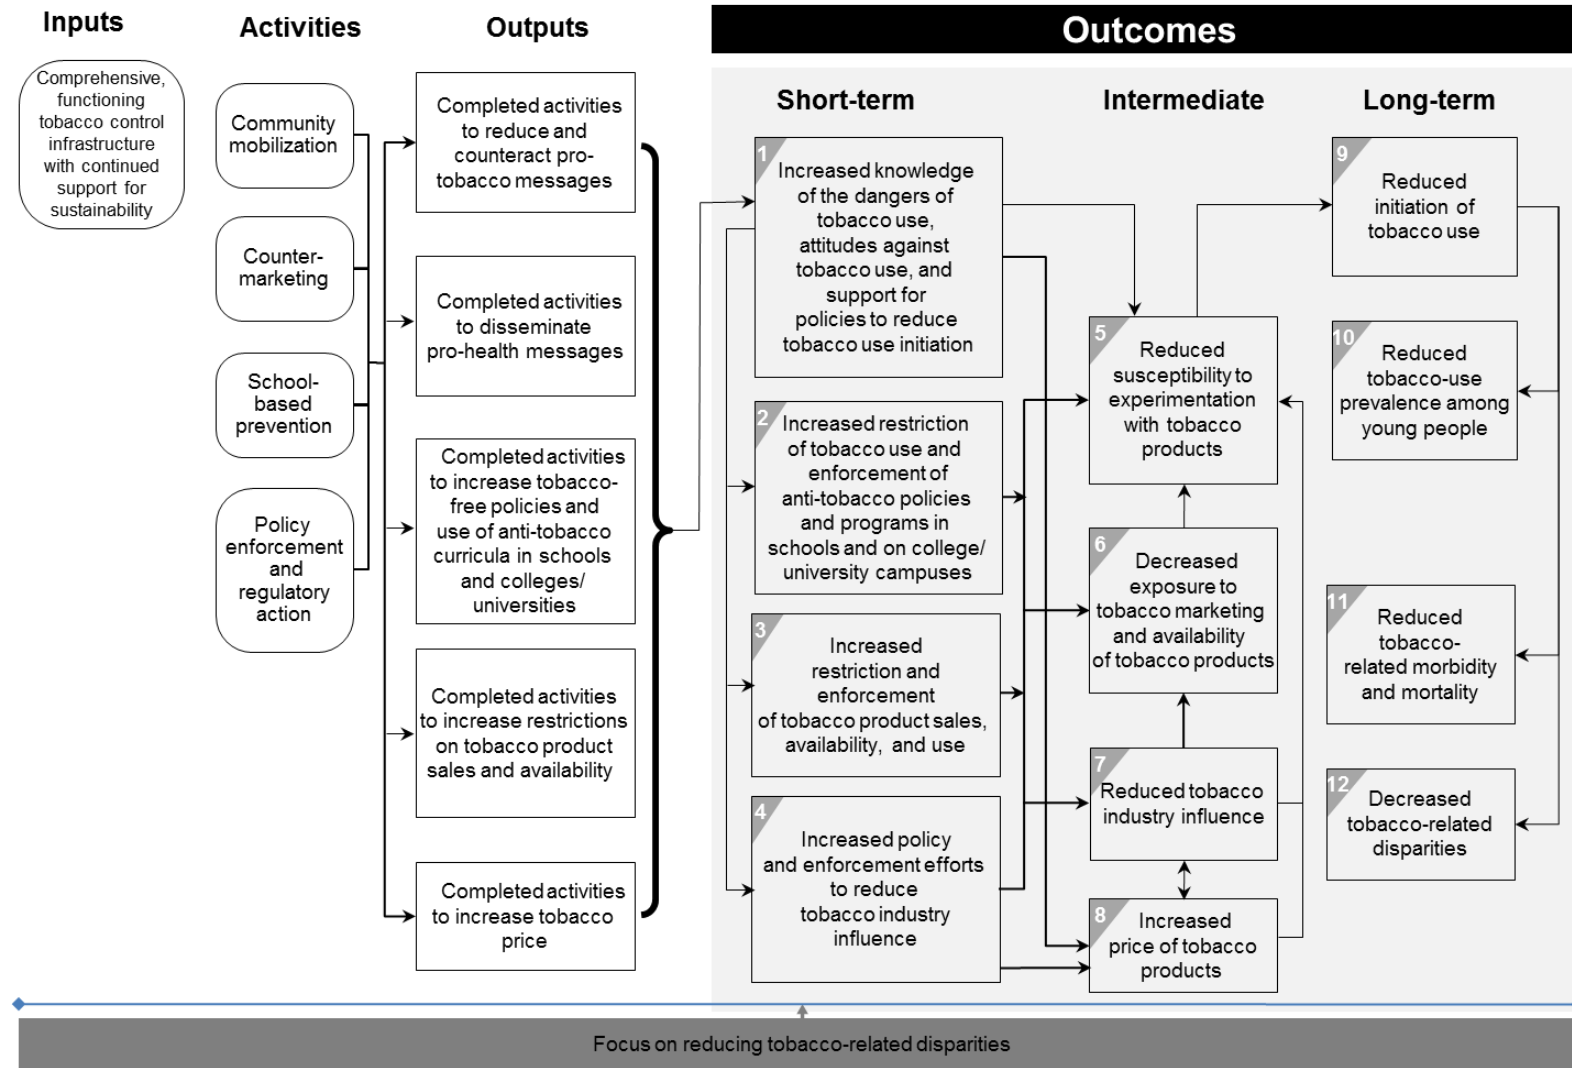 Inputs
Activities
Outputs
Outcomes
Short-term
Intermediate
Long-term
Comprehensive,
functioning
tobacco control
infrastructure
with continued
support for
sustainability
Community
mobilization
Counter-
marketing
School-
based
prevention
Policy
enforcement
and
regulatory
action
Completed activities
to reduce and
counteract pro-
tobacco messages
Completed activities
to disseminate
pro-health messages
Completed activities
to increase tobacco-
free policies and
use of anti-tobacco
curricula in schools
and colleges/
universities
Completed activities
to increase restrictions
on tobacco product
sales and availability
Completed activities
to increase tobacco
price
1
Increased knowledge
of the dangers of
tobacco use,
attitudes against
tobacco use, and
support for
policies to reduce
tobacco use initiation
2
Increased restriction
of tobacco use and
enforcement of
anti-tobacco policies
and programs in
schools and on college/
university campuses
3
Increased
restriction and
enforcement
of tobacco product sales,
availability, and use
4
Increased policy
and enforcement efforts
to reduce
tobacco industry
influence
5
Reduced
susceptibility to
experimentation
with tobacco
products
6
Decreased
exposure to
tobacco marketing
and availability
of tobacco products
7
Reduced tobacco
industry influence
8
Increased
price of tobacco
products
9
Reduced
initiation of
tobacco use
10
Reduced
tobacco-use
prevalence among
young people
11
Reduced
tobacco-
related morbidity
and mortality
12
Decreased
tobacco-related
disparities
Focus on reducing tobacco-related disparities